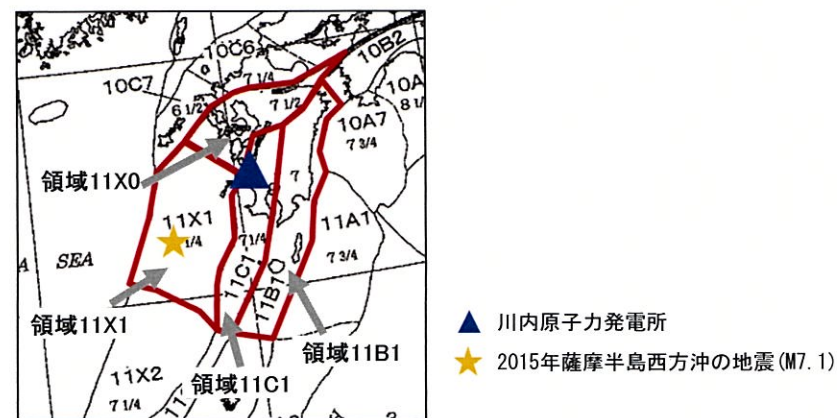 10C6
7 1/4
10B2
10C7
6 1/2
7 1/2
10A
8 1/
10A7
7 3/4
領域11X0
7
11X1
1/4
7 1/4
11A1
7 3/4
A SEA
11C1
11B1
領域11X1
領域11B1
11X2
7 1/4
領域11C1
11
▲ 川内原子力発電所
★ 2015年薩摩半島西方沖の地震(M7.1)